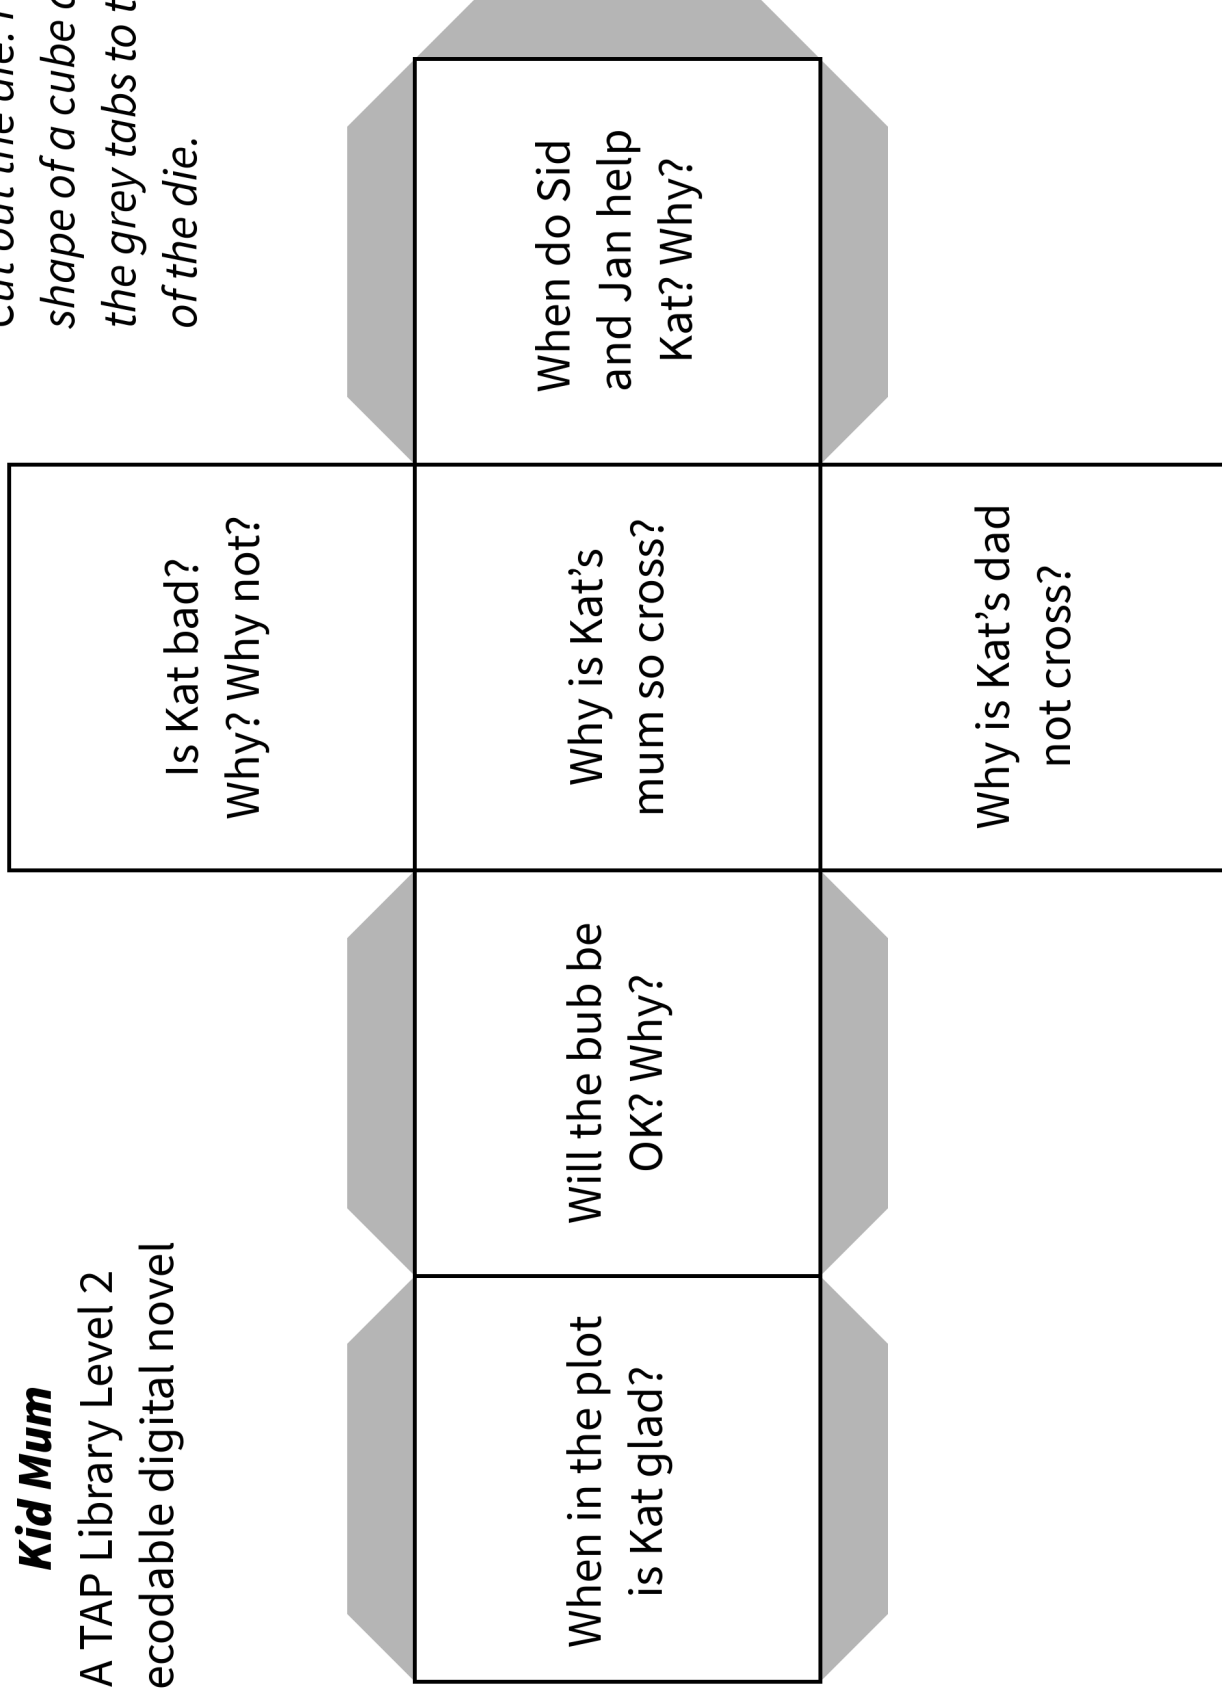 Kid Mum
A TAP Library Level 2
ecodable digital novel
Cut out the die.
shape of a cube
the grey tabs to
of the die.
Is Kat bad?
Why? Why not?
When in the plot
is Kat glad?
Will the bub be
OK? Why?
Why is Kat's
mum so cross?
When do Sid
and Jan help
Kat? Why?
Why is Kat's dad
not cross?